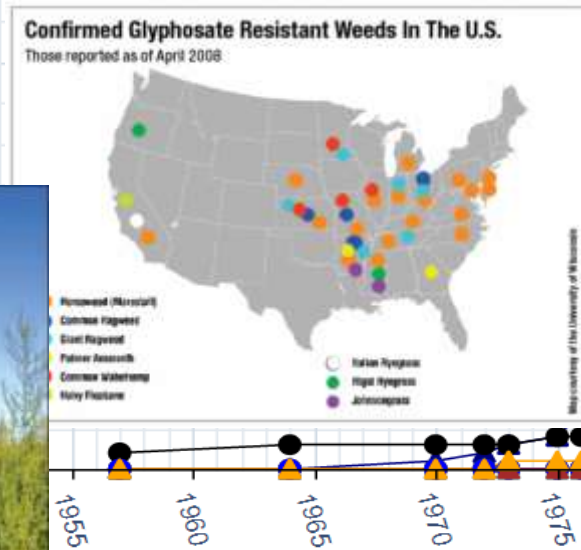 Confirmed Glyphosate Resistant Weeds In The U.S.
Those reported as of April 2008
Horseweed (Marestail)
Common Ragweed
Giant Ragweed
Palmer Amaranth
Common Waterhemp
Hairy Fleabane
Italian Ryegrass
Rigid Ryegrass
Johnsongrass
Map courtesy of the University of Wisconsin
1955
1960
1965
1970
1975